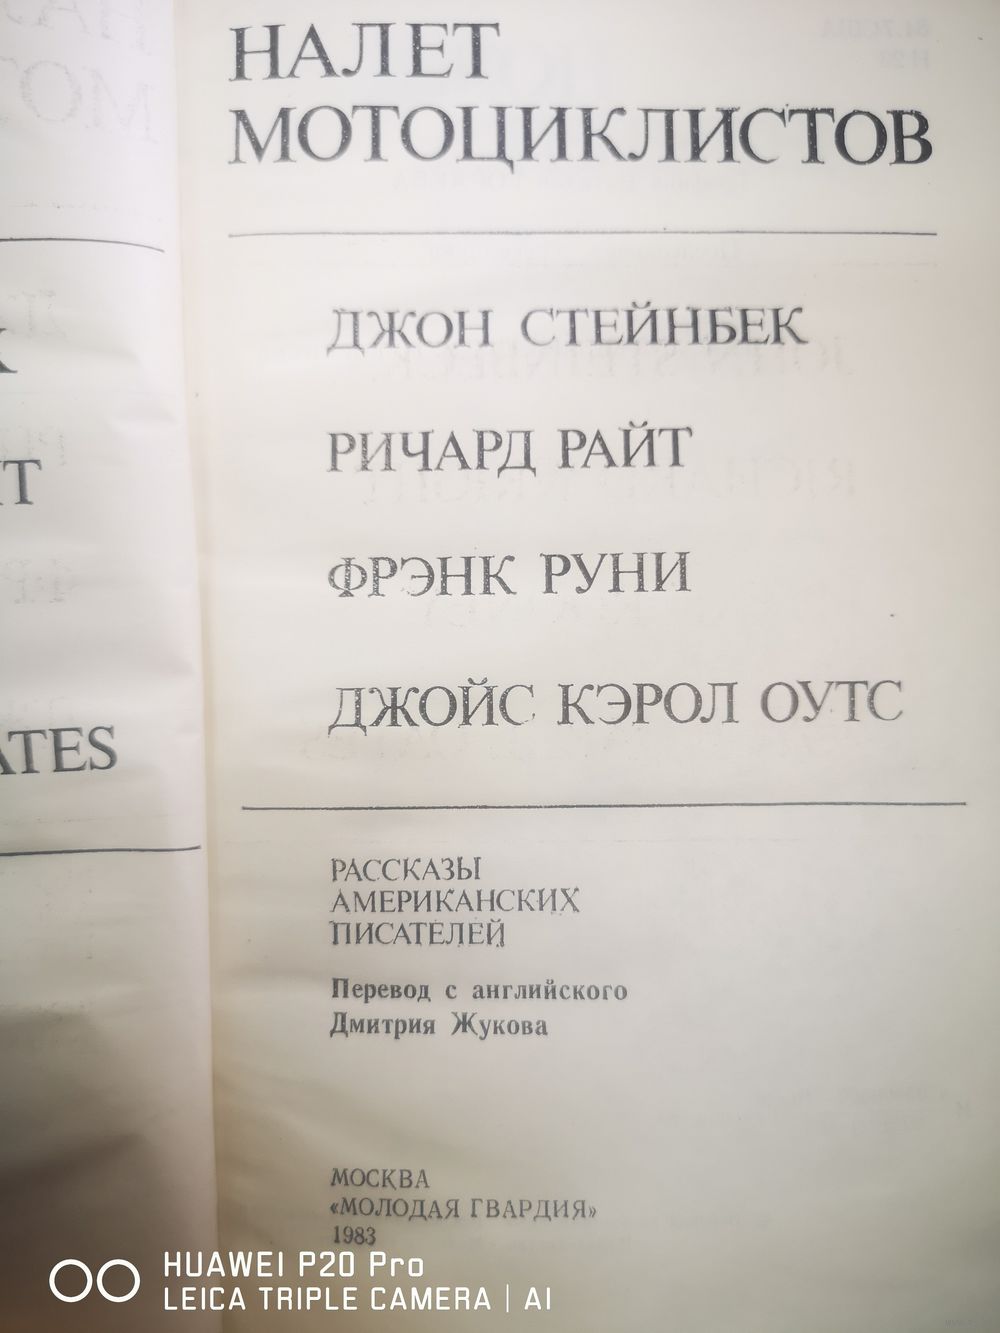 НАЛЕТ
МОТОЦИКЛИСТОВ
ДЖОН СТЕЙНБЕК
РИЧАРД РАЙТ
ФРЭНК РУНИ
ДЖОЙС КЭРОЛ ОУТС
ATES
РАССКАЗЫ
АМЕРИКАНСКИХ
ПИСАТЕЛЕЙ
Перевод с английского
Дмитрия Жукова
МОСКВА
«МОЛОДАЯ ГВАРДИЯ»
1983
HUAWEI P20 Pro
LEICA TRIPLE CAMERA | AI